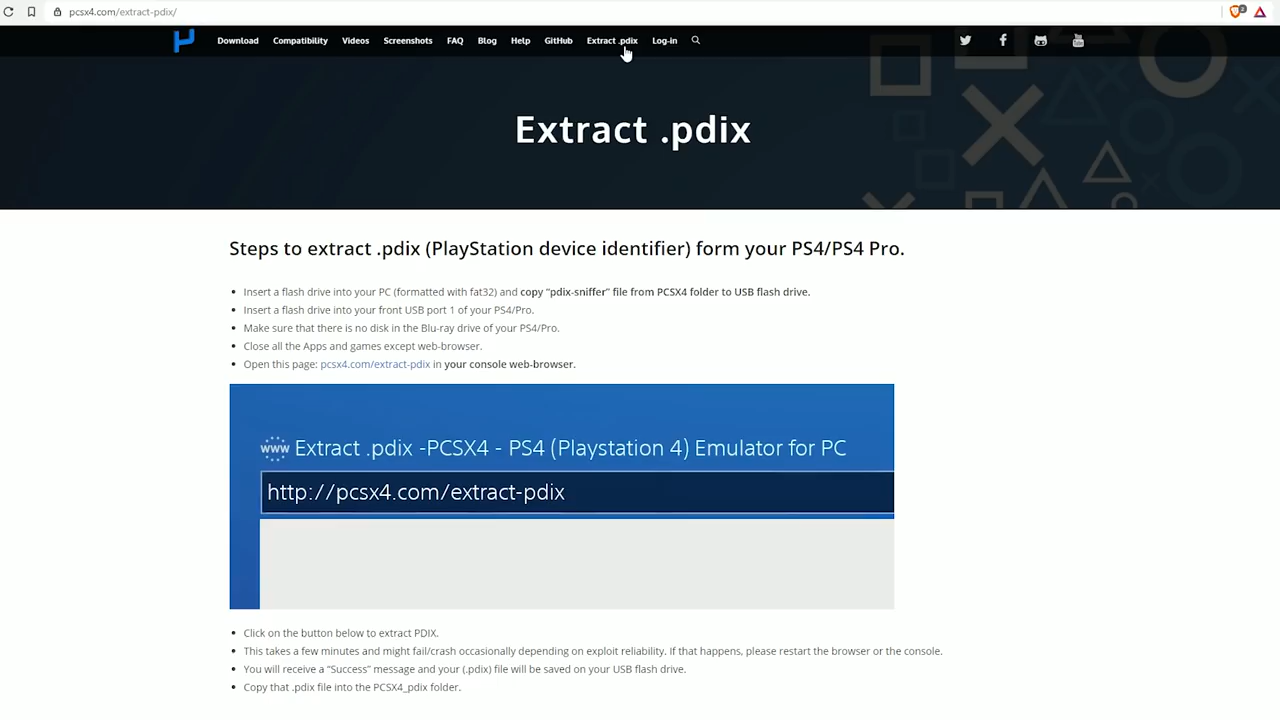 pcsx4.com/extract-pdix/
Download Compatibility Videos Screenshots FAQ Blog Help GitHub Extract .pdix Log-in
Extract .pdix
Steps to extract .pdix (PlayStation device identifier) form your PS4/PS4 Pro.
Insert a flash drive into your PC (formatted with fat32) and copy “pdix-sniffer” file from PCSX4 folder to USB flash drive.
Insert a flash drive into your front USB port 1 of your PS4/Pro.
Make sure that there is no disk in the Blu-ray drive of your PS4/Pro.
Close all the Apps and games except web-browser.
Open this page: pcsx4.com/extract-pdix in your console web-browser.
www Extract .pdix -PCSX4 - PS4 (Playstation 4) Emulator for PC
http://pcsx4.com/extract-pdix
Click on the button below to extract PDIX.
This takes a few minutes and might fail/crash occasionally depending on exploit reliability. If that happens, please restart the browser or the console.
You will receive a “Success” message and your (.pdix) file will be saved on your USB flash drive.
Copy that .pdix file into the PCSX4_pdix folder.